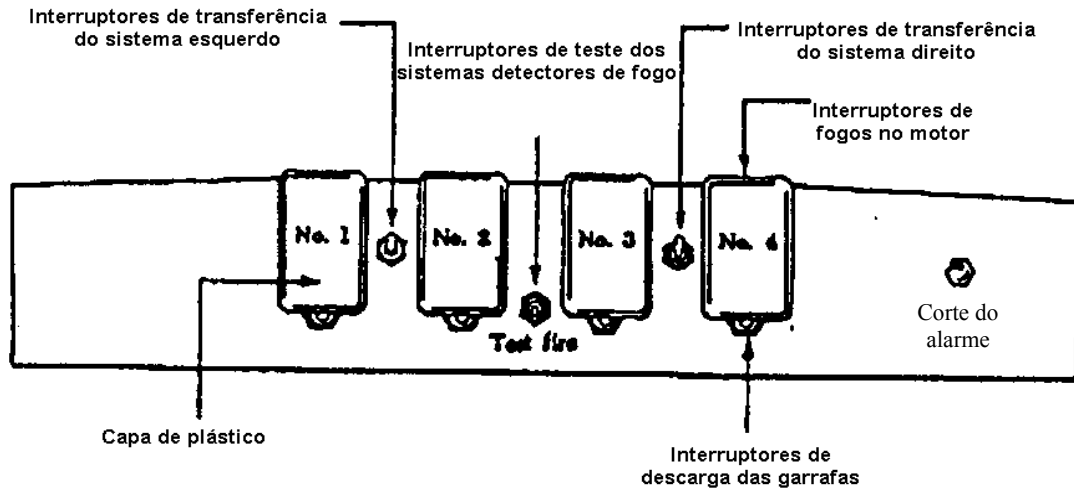 Interruptores de transferência
do sistema esquerdo
Interruptores de teste dos
sistemas detectores de fogo
Interruptores de transferência
do sistema direito
Interruptores de
fogos no motor
No. 1
No. 2
No. 3
No. 4
Test fire
Corte do
alarme
Capa de plástico
Interruptores de
descarga das garrafas